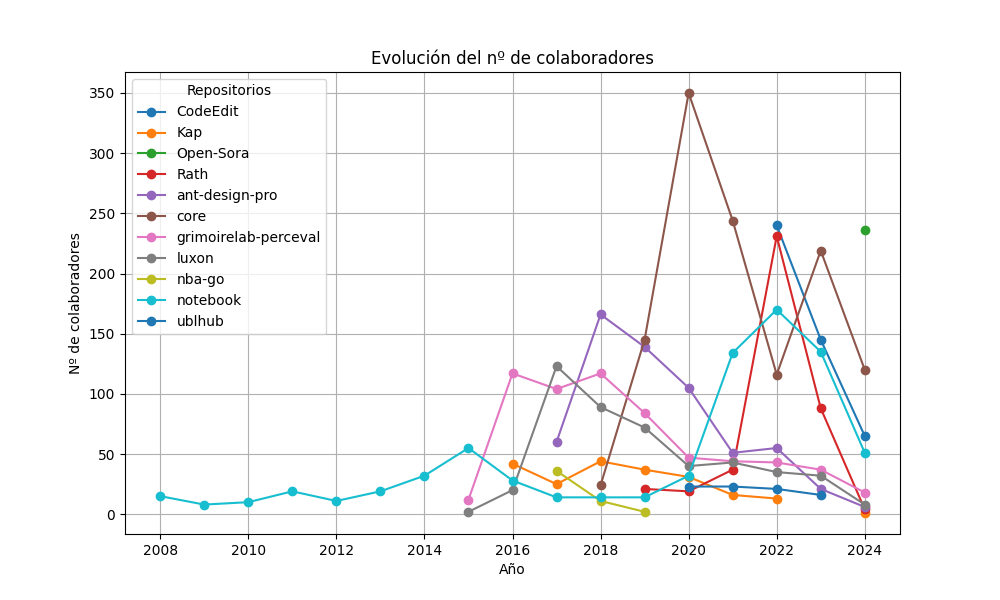 Evolución del nº de colaboradores
Repositorios
CodeEdit
Kap
Open-Sora
Rath
ant-design-pro
core
grimoirelab-perceval
luxon
nba-go
notebook
ublhub
Nº de colaboradores
350
300
250
200
150
100
50
0
2008 2010 2012 2014 2016 2018 2020 2022 2024
Año